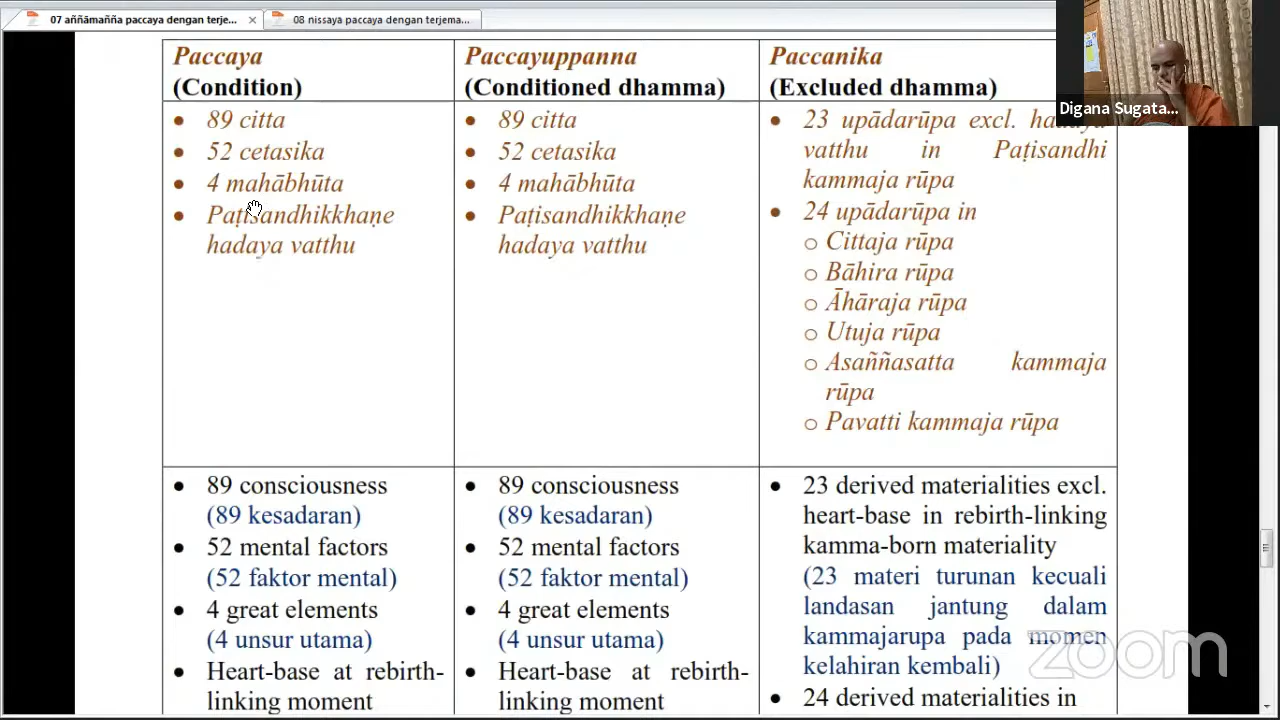 07 aññāmañña paccaya dengan terje...
08 nissaya paccaya dengan terjema...
Paccaya
(Condition)
Paccayuppanna
(Conditioned dhamma)
Paccanika
(Excluded dhamma)
89 citta
52 cetasika
4 mahābhūta
Paṭisandhikkhaṇe
hadaya vatthu
89 citta
52 cetasika
4 mahābhūta
Paṭisandhikkhaṇe
hadaya vatthu
23 upādarūpa excl.
vatthu in Paṭisandhi
kammaja rūpa
24 upādarūpa in
Cittaja rūpa
Bāhira rūpa
Āhāraja rūpa
Utuja rūpa
Asaññasatta kammaja
rūpa
Pavatti kammaja rūpa
89 consciousness
(89 kesadaran)
52 mental factors
(52 faktor mental)
4 great elements
(4 unsur utama)
Heart-base at rebirth-
linking moment
89 consciousness
(89 kesadaran)
52 mental factors
(52 faktor mental)
4 great elements
(4 unsur utama)
Heart-base at rebirth-
linking moment
23 derived materialities excl.
heart-base in rebirth-linking
kamma-born materiality
(23 materi turunan kecuali
landasan jantung dalam
kammajarupa pada momen
kelahiran kembali)
24 derived materialities in
Digana Sugata...
zoom